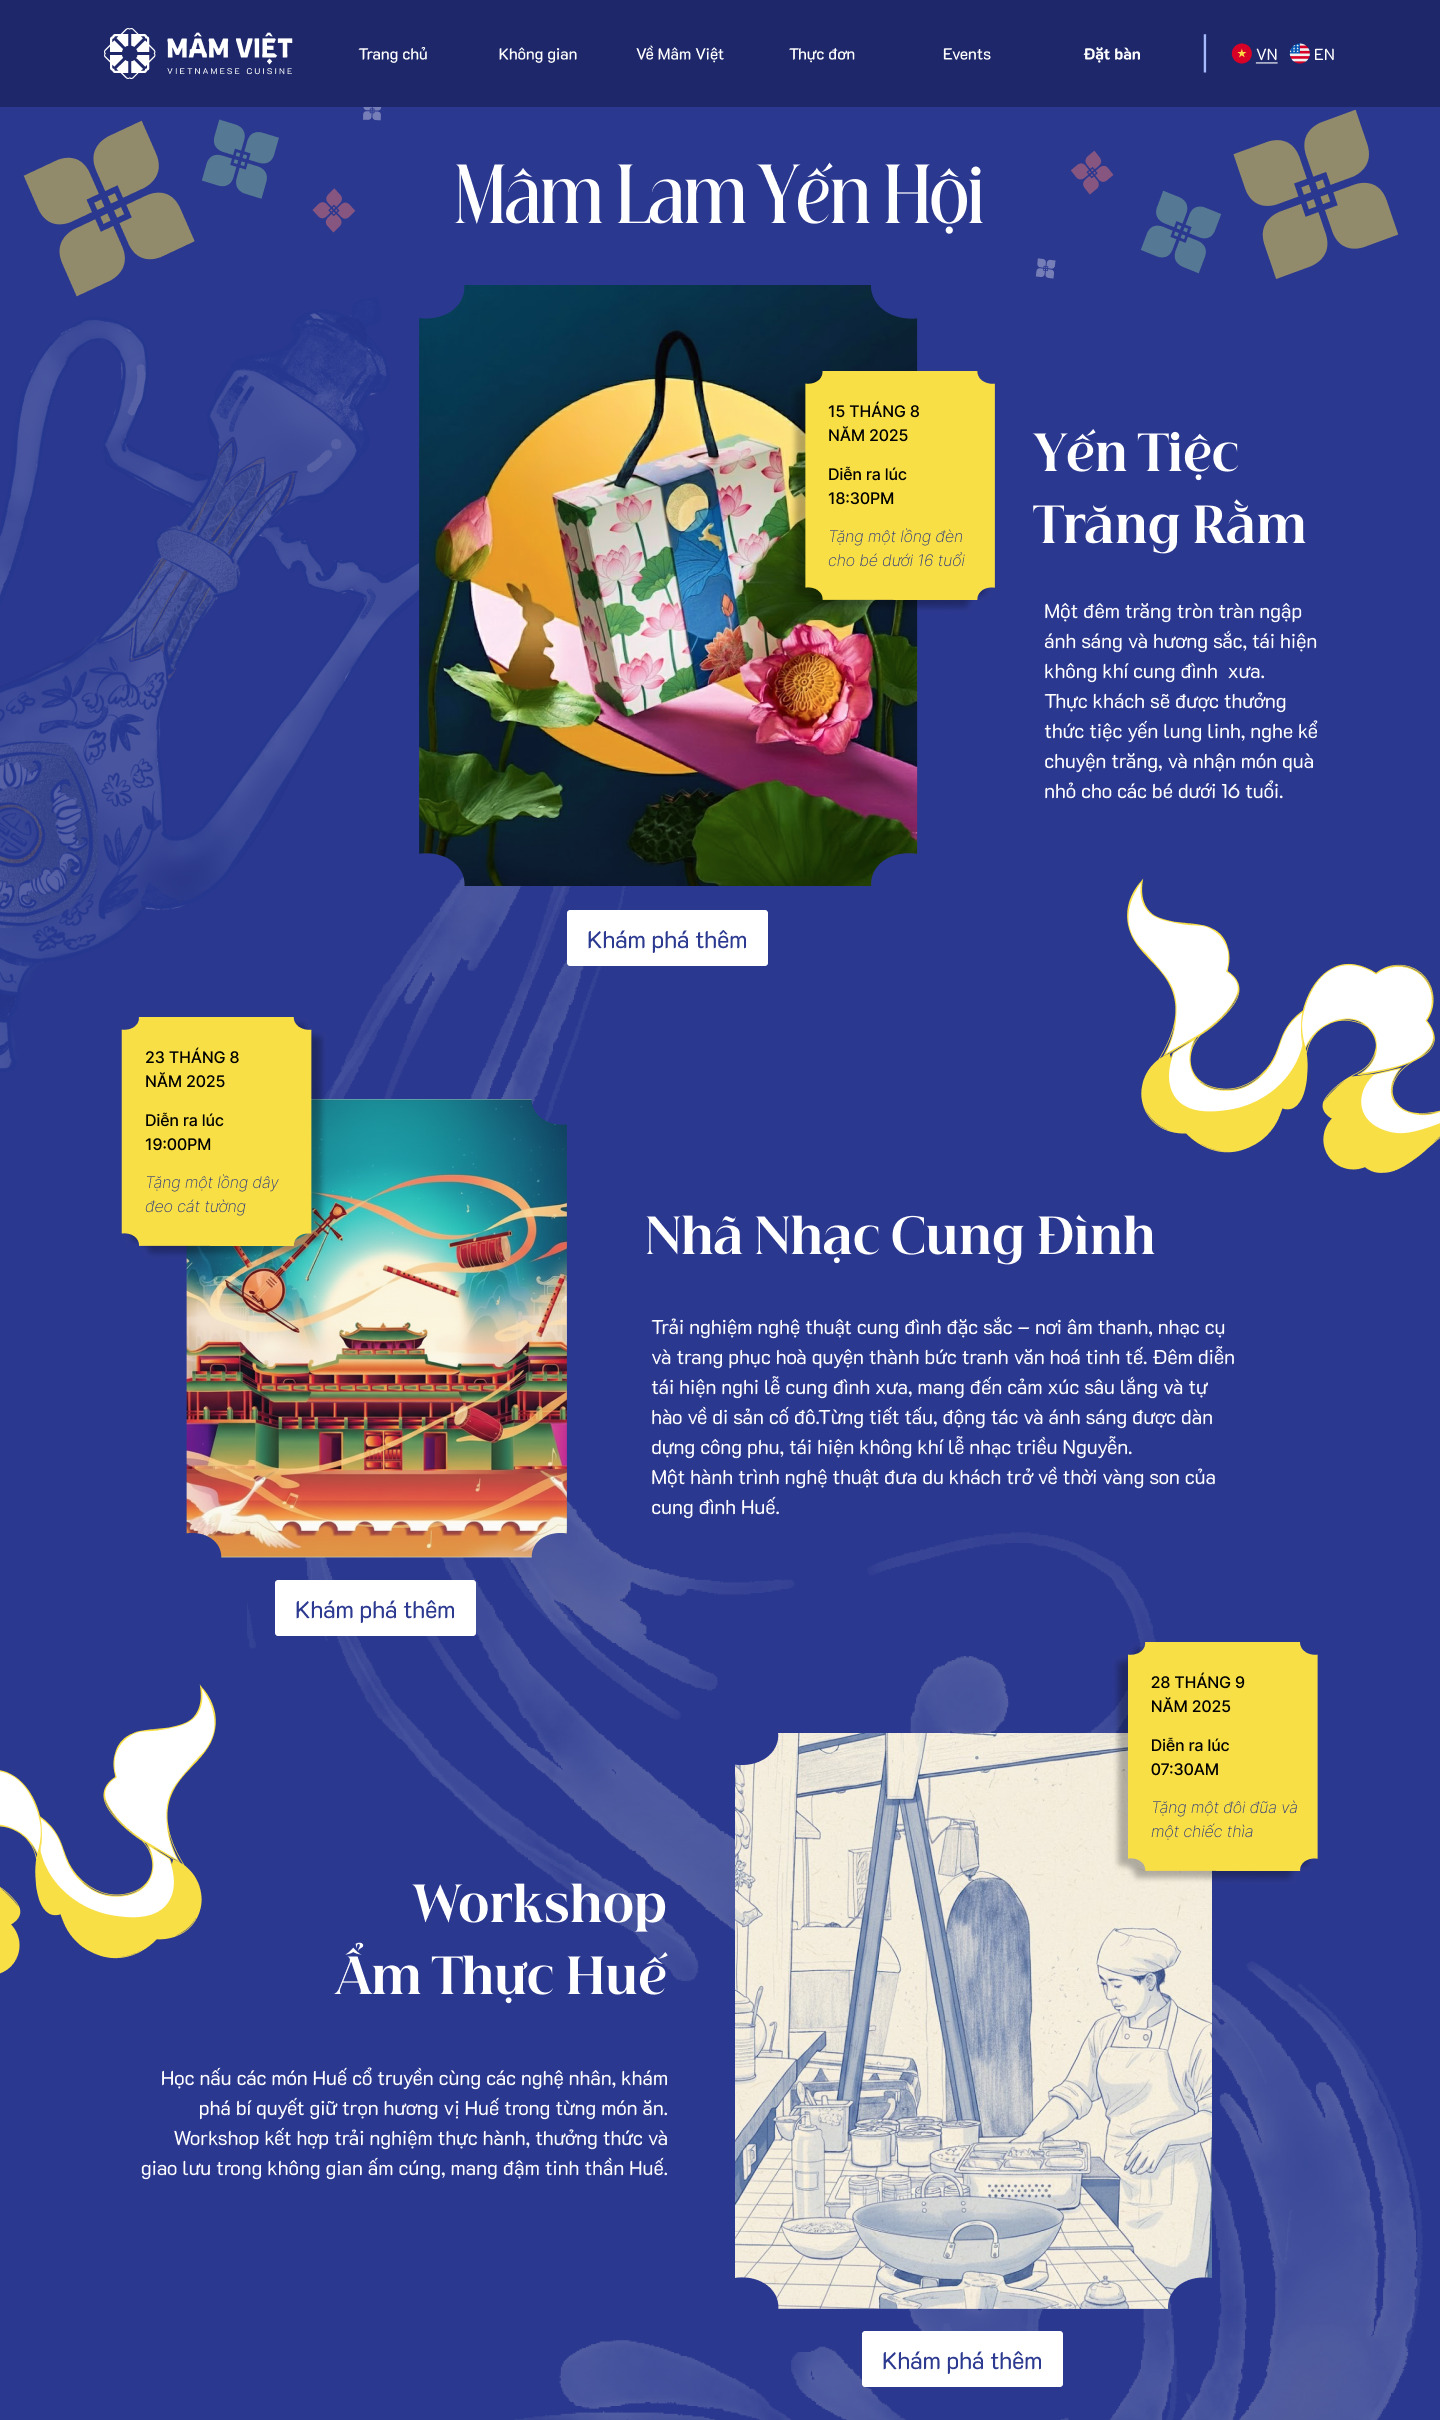 MÂM VIỆT
VIETNAMESE CUISINE
Trang chủ
Không gian
Về Mâm Việt
Thực đơn
Events
Đặt bàn
VN
EN
Mâm Lam Yến Hội
15 THÁNG 8
NĂM 2025
Diễn ra lúc
18:30PM
Tặng một lồng đèn
cho bé dưới 16 tuổi
Yến Tiệc
Trăng Rằm
Một đêm trăng tròn tràn ngập
ánh sáng và hương sắc, tái hiện
không khí cung đình  xưa.
Thực khách sẽ được thưởng
thức tiệc yến lung linh, nghe kể
chuyện trăng, và nhận món quà
nhỏ cho các bé dưới 16 tuổi.
Khám phá thêm
23 THÁNG 8
NĂM 2025
Diễn ra lúc
19:00PM
Tặng một lồng dây
đeo cát tường
Nhã Nhạc Cung Đình
Trải nghiệm nghệ thuật cung đình đặc sắc – nơi âm thanh, nhạc cụ
và trang phục hoà quyện thành bức tranh văn hoá tinh tế. Đêm diễn
tái hiện nghi lễ cung đình xưa, mang đến cảm xúc sâu lắng và tự
hào về di sản cố đô.Từng tiết tấu, động tác và ánh sáng được dàn
dựng công phu, tái hiện không khí lễ nhạc triều Nguyễn.
Một hành trình nghệ thuật đưa du khách trở về thời vàng son của
cung đình Huế.
Khám phá thêm
28 THÁNG 9
NĂM 2025
Diễn ra lúc
07:30AM
Tặng một đôi đũa và
một chiếc thìa
Workshop
Ẩm Thực Huế
Học nấu các món Huế cổ truyền cùng các nghệ nhân, khám
phá bí quyết giữ trọn hương vị Huế trong từng món ăn.
Workshop kết hợp trải nghiệm thực hành, thưởng thức và
giao lưu trong không gian ấm cúng, mang đậm tinh thần Huế.
Khám phá thêm